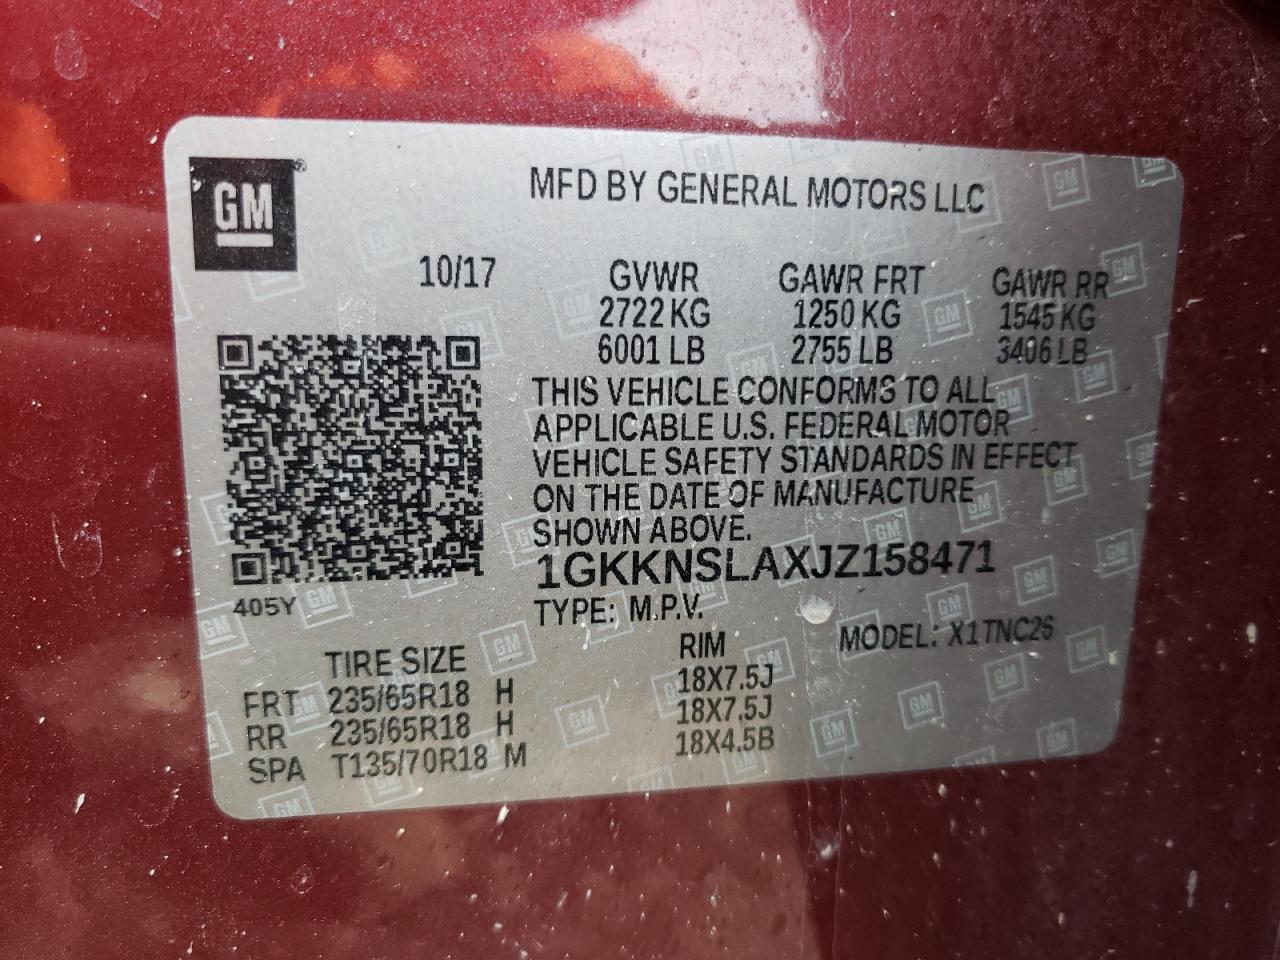 GM®
MFD BY GENERAL MOTORS LLC
10/17
GVWR GAWR FRT GAWR RR
2722 KG 1250 KG 1545 KG
6001 LB 2755 LB 3406 LB
THIS VEHICLE CONFORMS TO ALL
APPLICABLE U.S. FEDERAL MOTOR
VEHICLE SAFETY STANDARDS IN EFFECT
ON THE DATE OF MANUFACTURE
SHOWN ABOVE.
1GKKNSLAXJZ158471
405Y
TYPE: M.P.V.
MODEL: X1TNC26
TIRE SIZE RIM
FRT 235/65R18 H 18X7.5J
RR 235/65R18 H 18X7.5J
SPA T135/70R18 M 18X4.5B